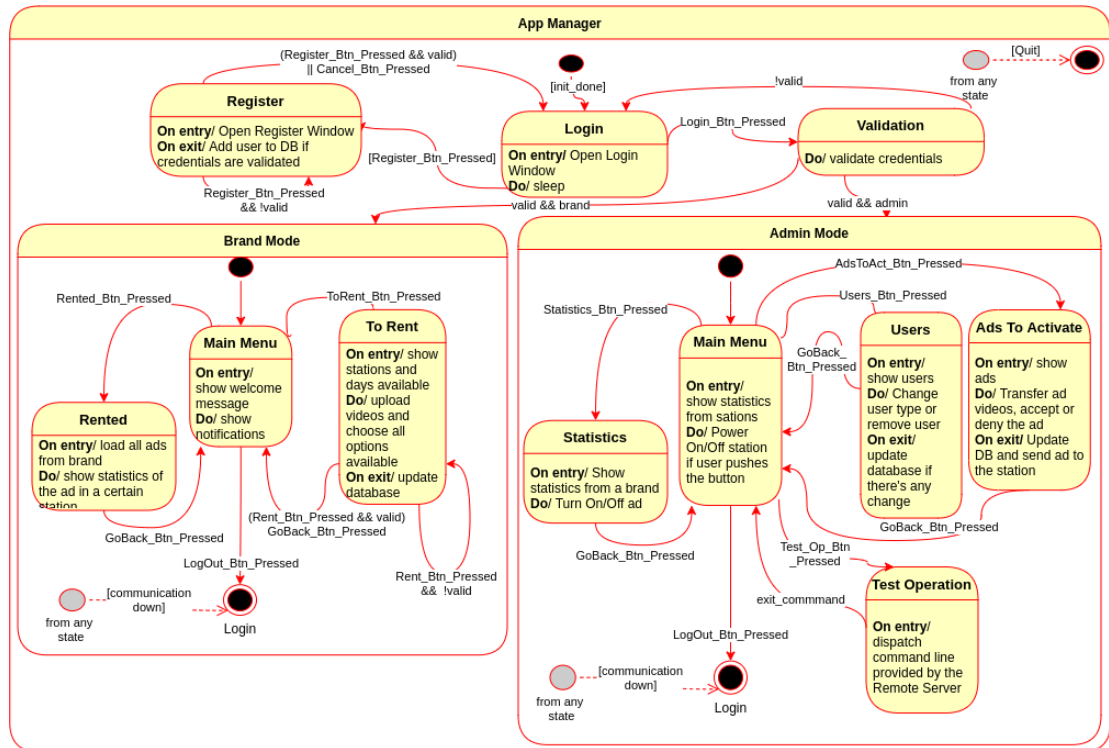 App Manager
(Register_Btn_Pressed && valid)
|| Cancel_Btn_Pressed
[init_done]
[Quit]
from any
state
!valid
Register
On entry/ Open Register Window
On exit/ Add user to DB if
credentials are validated
Login
On entry/ Open Login
Window
Do/ sleep
Login_Btn_Pressed
Validation
Do/ validate credentials
[Register_Btn_Pressed]
Register_Btn_Pressed
&& !valid
valid && brand
valid && admin
Brand Mode
Rented_Btn_Pressed
ToRent_Btn_Pressed
Main Menu
On entry/
show welcome
message
Do/ show
notifications
To Rent
On entry/ show
stations and
days available
Do/ upload
videos and
choose all
options
available
On exit/ update
database
Rented
On entry/ load all ads
from brand
Do/ show statistics of
the ad in a certain
station
GoBack_Btn_Pressed
(Rent_Btn_Pressed && valid)
GoBack_Btn_Pressed
LogOut_Btn_Pressed
Rent_Btn_Pressed
&& !valid
[communication
down]
from any
state
Login
Admin Mode
AdsToAct_Btn_Pressed
Users_Btn_Pressed
Statistics_Btn_Pressed
Main Menu
On entry/
show statistics
from sations
Do/ Power
On/Off station
if user pushes
the button
GoBack_
Btn_Pressed
Users
On entry/
show users
Do/ Change
user type or
remove user
On exit/
update
database if
there's any
change
Ads To Activate
On entry/ show
ads
Do/ Transfer ad
videos, accept or
deny the ad
On exit/ Update
DB and send ad to
the station
Statistics
On entry/ Show
statistics from a brand
Do/ Turn On/Off ad
GoBack_Btn_Pressed
GoBack_Btn_Pressed
Test_Op_Btn
_Pressed
exit_commmand
Test Operation
On entry/
dispatch
command line
provided by the
Remote Server
LogOut_Btn_Pressed
[communication
down]
from any
state
Login